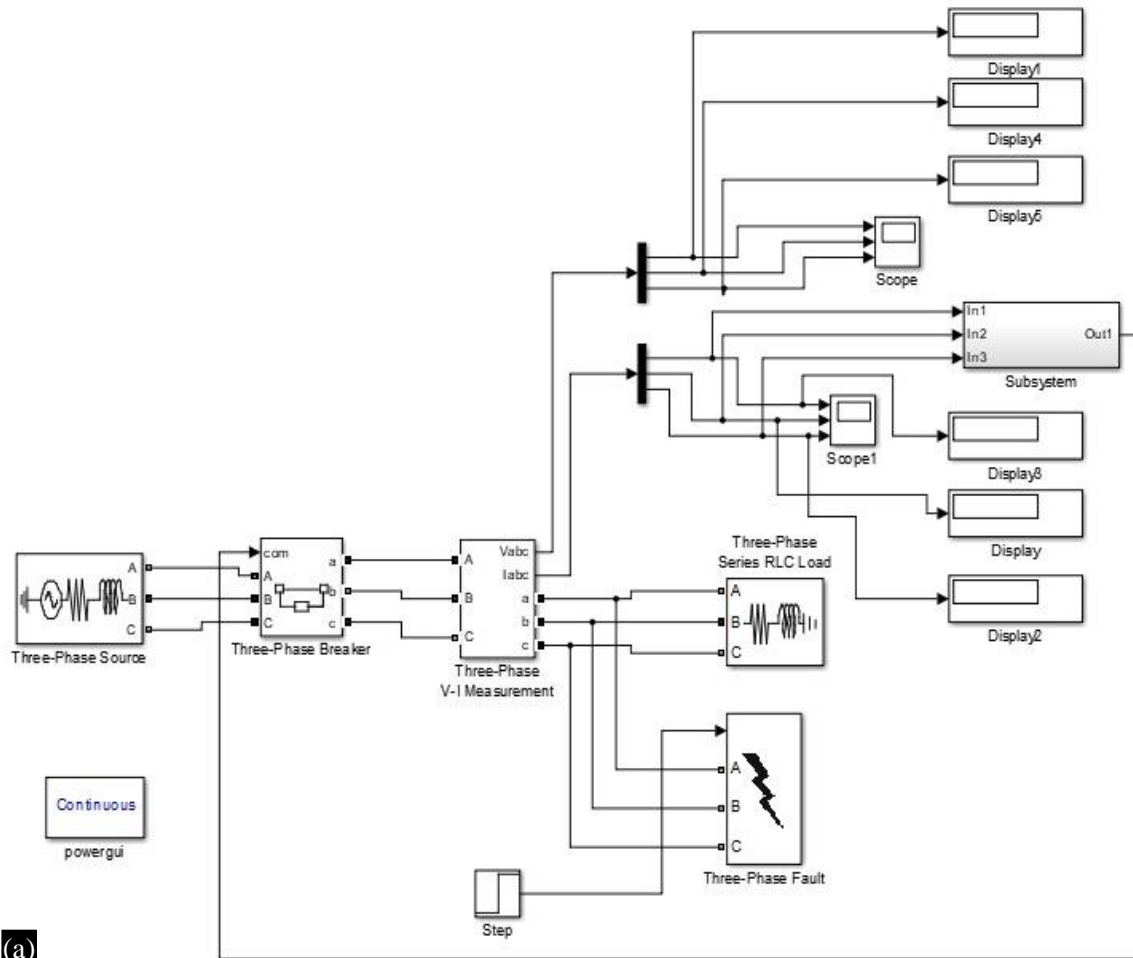 Display1
Display4
Display5
Scope
In1
In2
In3
Out1
Subsystem
Scope1
Display3
Display
Display2
A
B
C
Three-Phase Source
com
A
B
C
a
b
c
Three-Phase Breaker
A
B
C
Vabc
Iabc
a
b
c
Three-Phase
V-I Measurement
Three-Phase
Series RLC Load
A
B
C
A
B
C
Three-Phase Fault
Continuous
powergui
Step
(a)